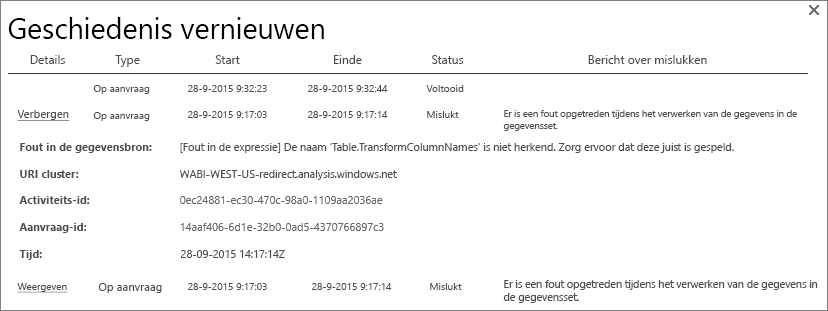 Geschiedenis vernieuwen
Details Type Start Einde Status Bericht over mislukken
Op aanvraag 28-9-2015 9:32:23 28-9-2015 9:32:44 Voltooid
Verbergen Op aanvraag 28-9-2015 9:17:03 28-9-2015 9:17:14 Mislukt Er is een fout opgetreden tijdens het verwerken van de gegevens in de
gegevensset.
Fout in de gegevensbron: [Fout in de expressie] De naam 'Table.TransformColumnNames' is niet herkend. Zorg ervoor dat deze juist is gespeld.
URI cluster: WABI-WEST-US-redirect.analysis.windows.net
Activiteits-id: 0ec24881-ec30-470c-98a0-1109aa2036ae
Aanvraag-id: 14aaf406-6d1e-32b0-0ad5-4370766897c3
Tijd: 28-09-2015 14:17:14Z
Weergeven Op aanvraag 28-9-2015 9:17:03 28-9-2015 9:17:14 Mislukt Er is een fout opgetreden tijdens het verwerken van de gegevens in
de gegevensset.